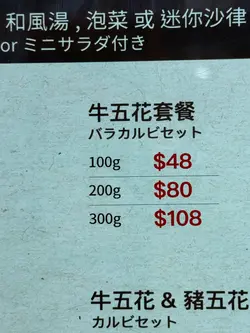 和風湯 , 泡菜 或 迷你沙律
or ミニサラダ付き
牛五花套餐
バラカルビセット
100g $48
200g $80
300g $108
牛五花 & 豬五花
カルビセット